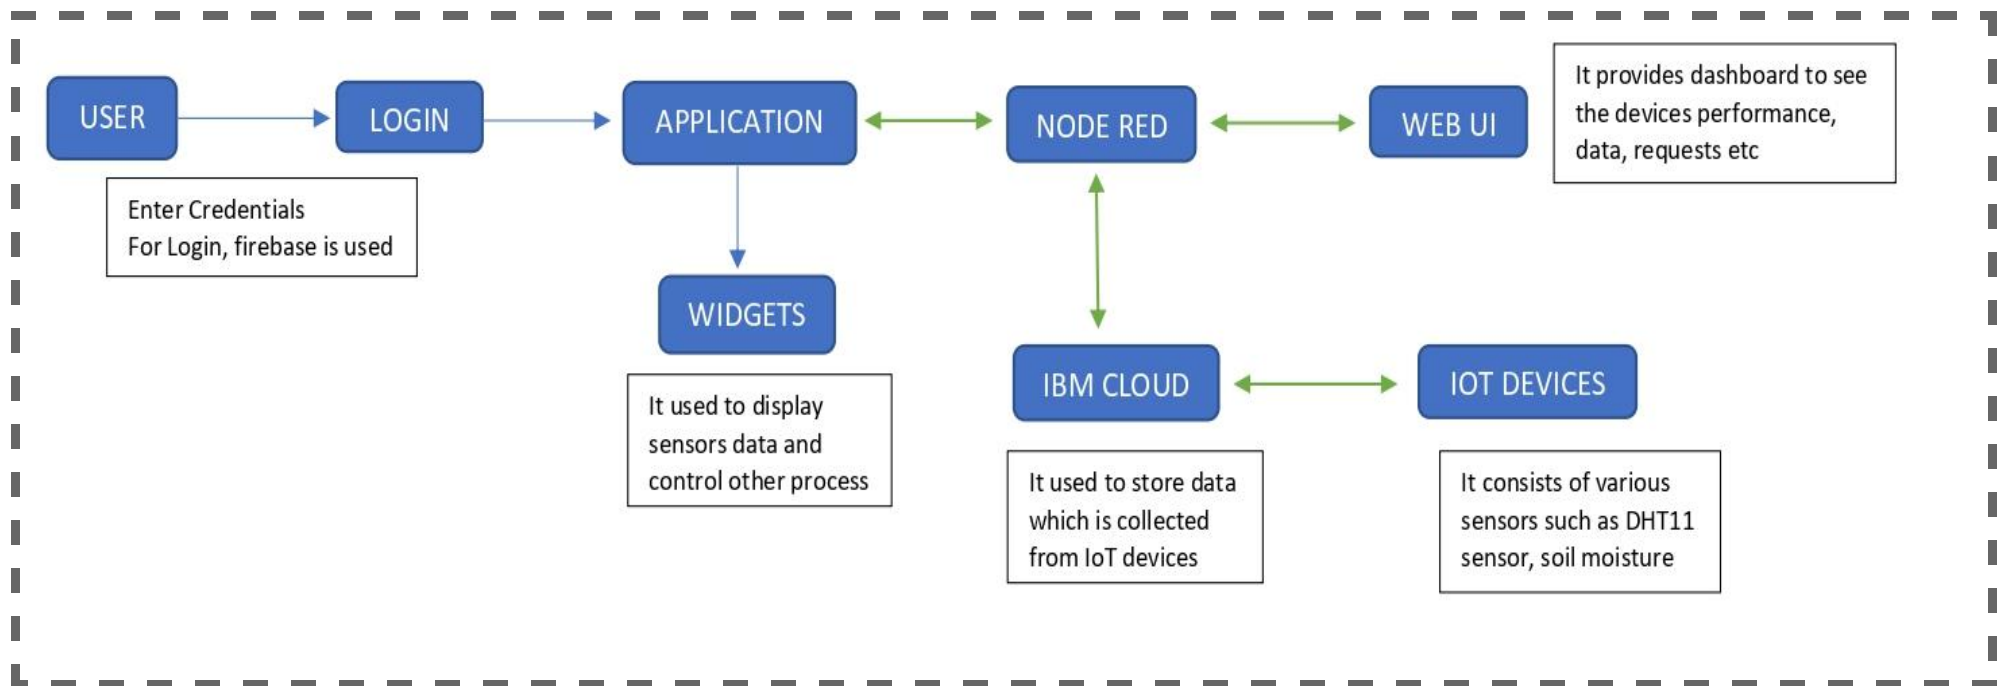 USER
LOGIN
APPLICATION
NODE RED
WEB UI
It provides dashboard to see
the devices performance,
data, requests etc
Enter Credentials
For Login, firebase is used
WIDGETS
It used to display
sensors data and
control other process
IBM CLOUD
IOT DEVICES
It used to store data
which is collected
from IoT devices
It consists of various
sensors such as DHT11
sensor, soil moisture